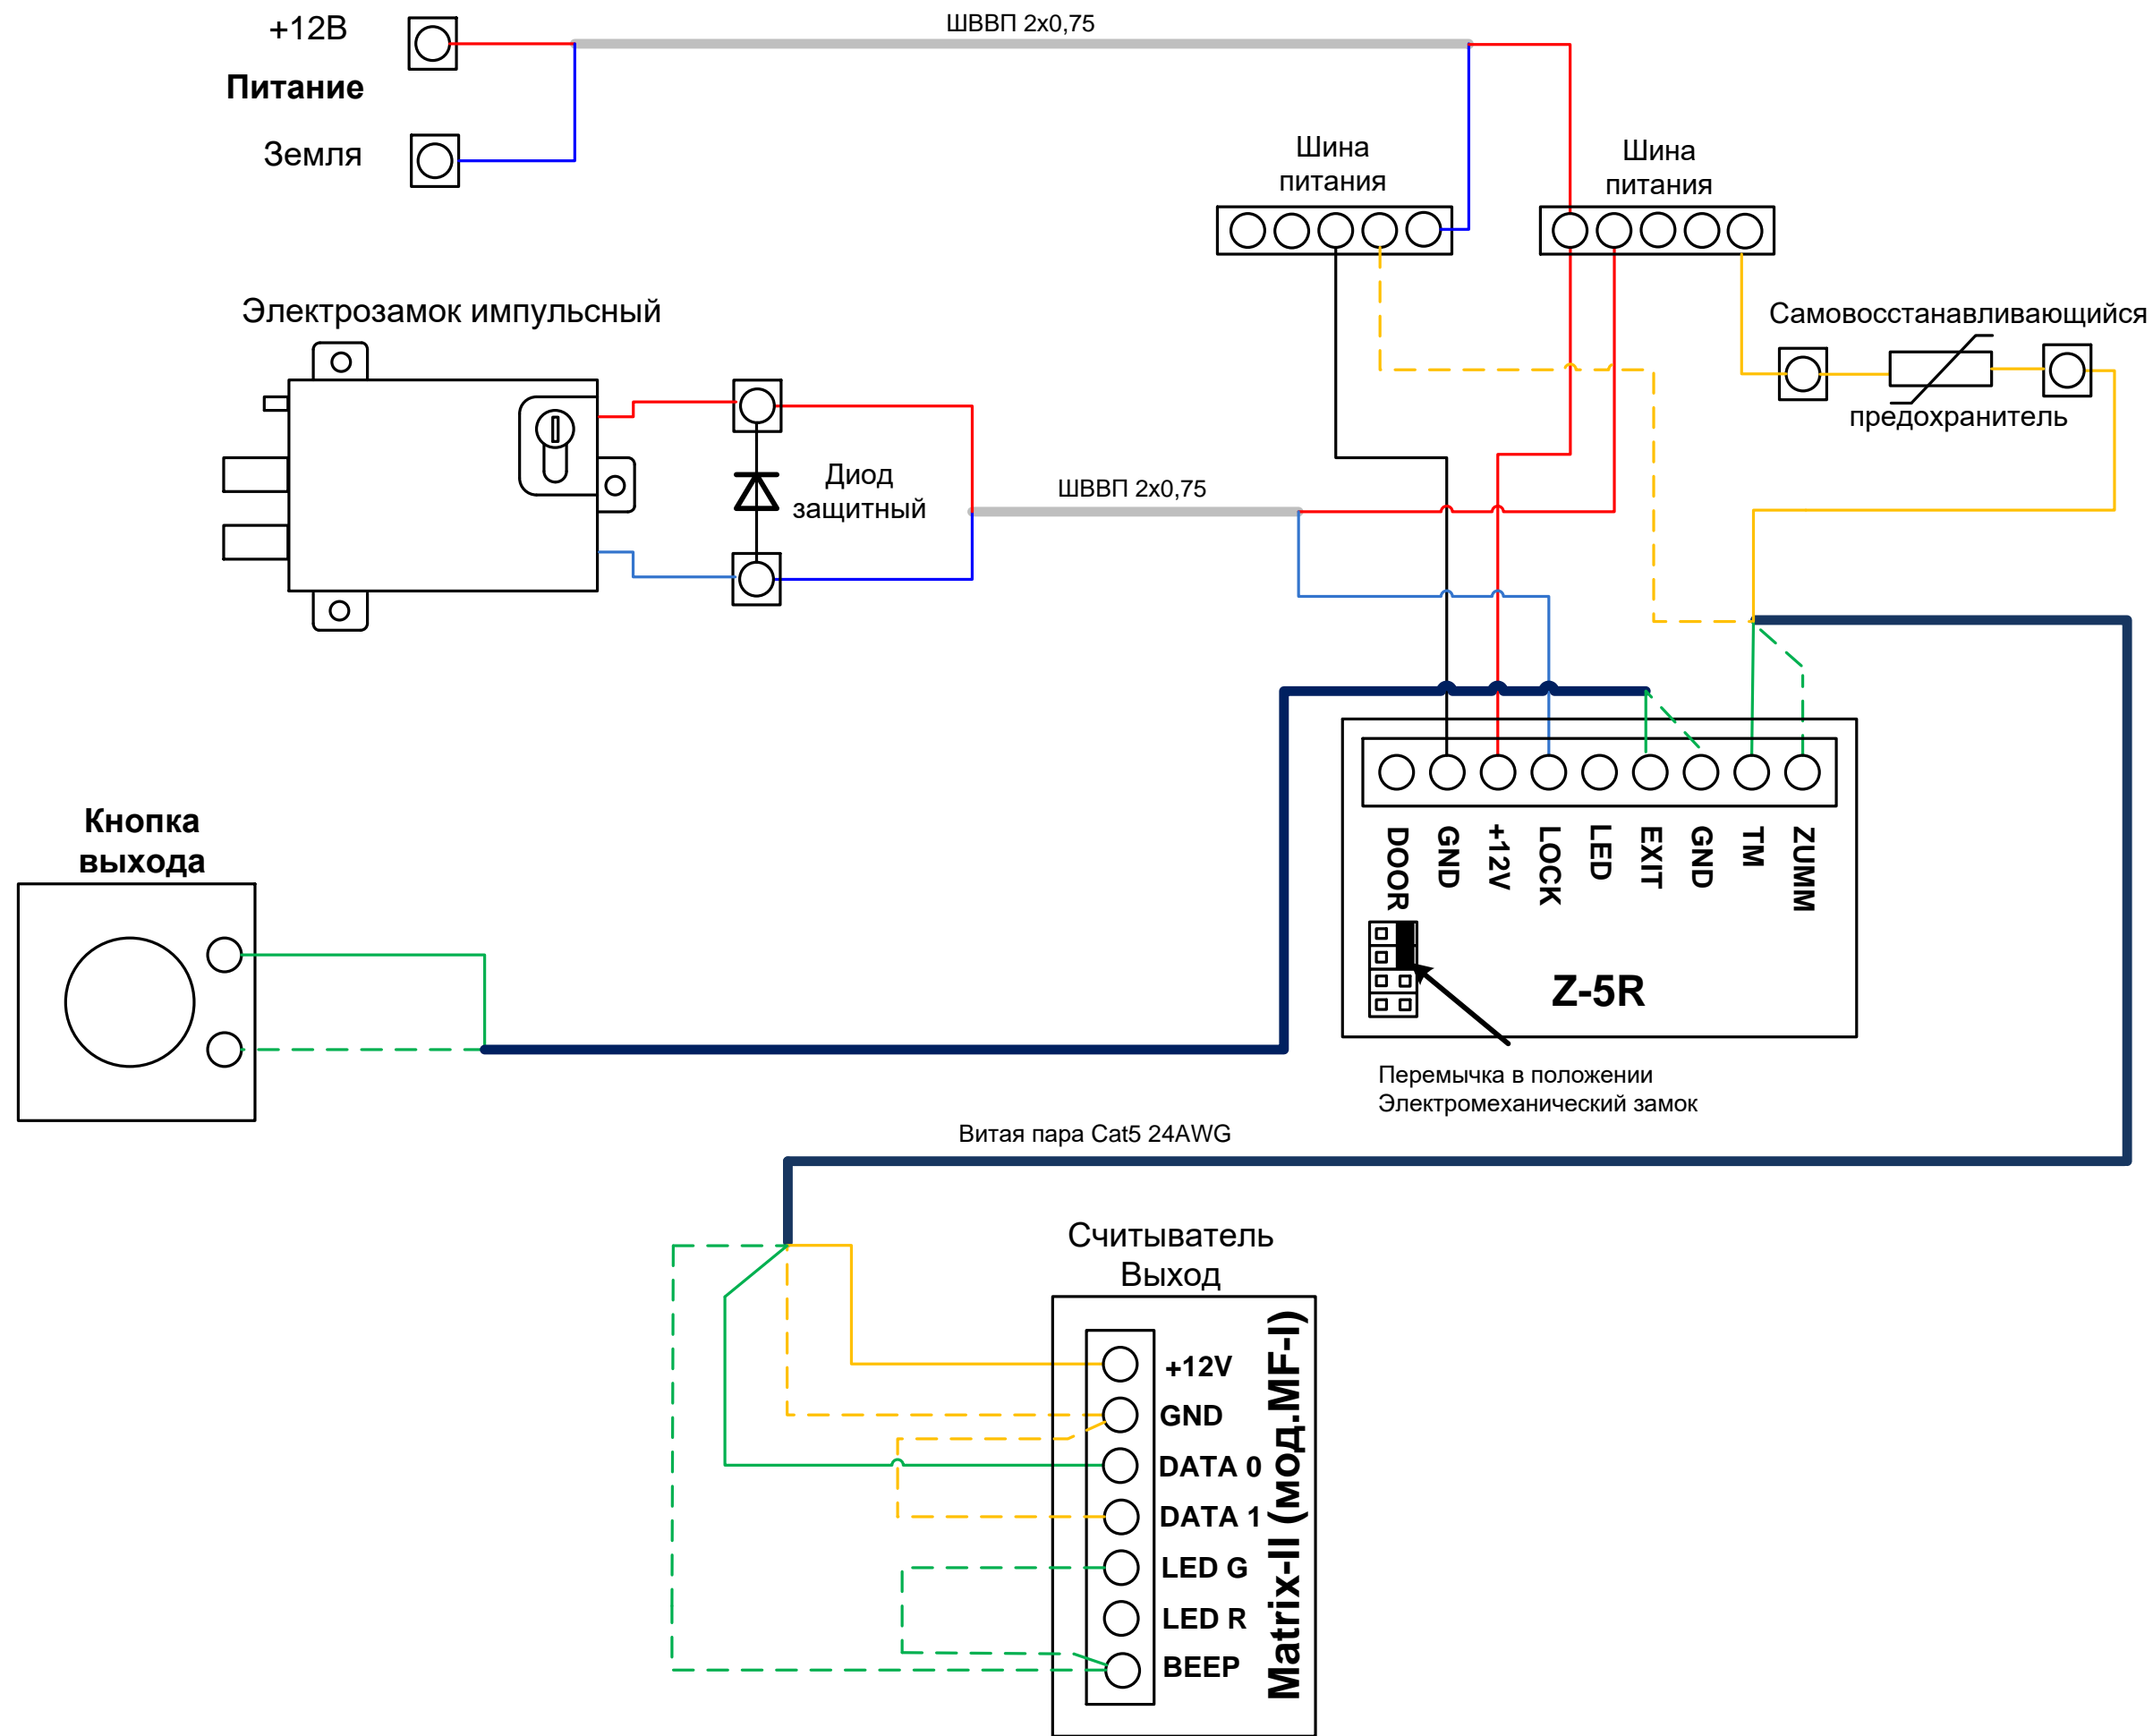 +12В
ШВВП 2х0,75
Питание
Земля
Шина
питания
Шина
питания
Электрозамок импульсный
Самовосстанавливающийся
предохранитель
Диод
защитный
ШВВП 2х0,75
Кнопка
выхода
DOOR
GND
+12V
LOCK
LED
EXIT
GND
TM
ZUMM
Z-5R
Перемычка в положении
Электромеханический замок
Витая пара Cat5 24AWG
Считыватель
Выход
+12V
GND
DATA 0
DATA 1
LED G
LED R
BEEP
Matrix-II (мод.MF-I)